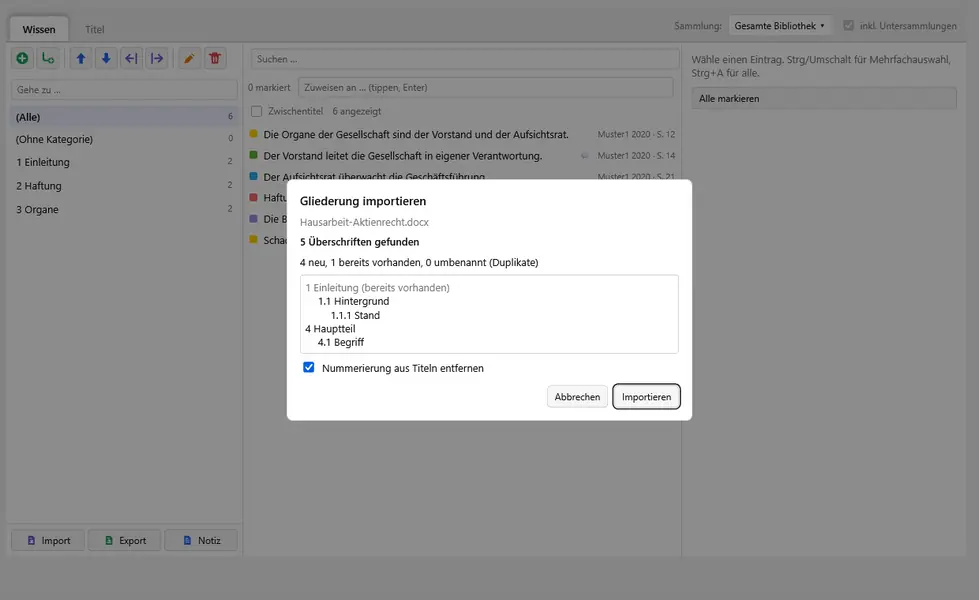 Wissen
Titel
Sammlung: Gesamte Bibliothek inkl. Untersammlungen
Gehe zu ...
(Alle) 6
(Ohne Kategorie) 0
1 Einleitung 2
2 Haftung 2
3 Organe 2
Suchen ...
0 markiert Zuweisen an ... (tippen, Enter)
Zwischentitel 6 angezeigt
Die Organe der Gesellschaft sind der Vorstand und der Aufsichtsrat. Muster1 2020 - S. 12
Der Vorstand leitet die Gesellschaft in eigener Verantwortung. Muster1 2020 - S. 14
Der Aufsichtsrat überwacht die Geschäftsführung. Muster1 2020 - S. 21
Haftu
Die B
Schad
Wähle einen Eintrag. Strg/Umschalt für Mehrfachauswahl,
Strg+A für alle.
Alle markieren
Gliederung importieren
Hausarbeit-Aktienrecht.docx
5 Überschriften gefunden
4 neu, 1 bereits vorhanden, 0 umbenannt (Duplikate)
1 Einleitung (bereits vorhanden)
1.1 Hintergrund
1.1.1 Stand
4 Hauptteil
4.1 Begriff
Nummerierung aus Titeln entfernen
Abbrechen
Importieren
Import
Export
Notiz